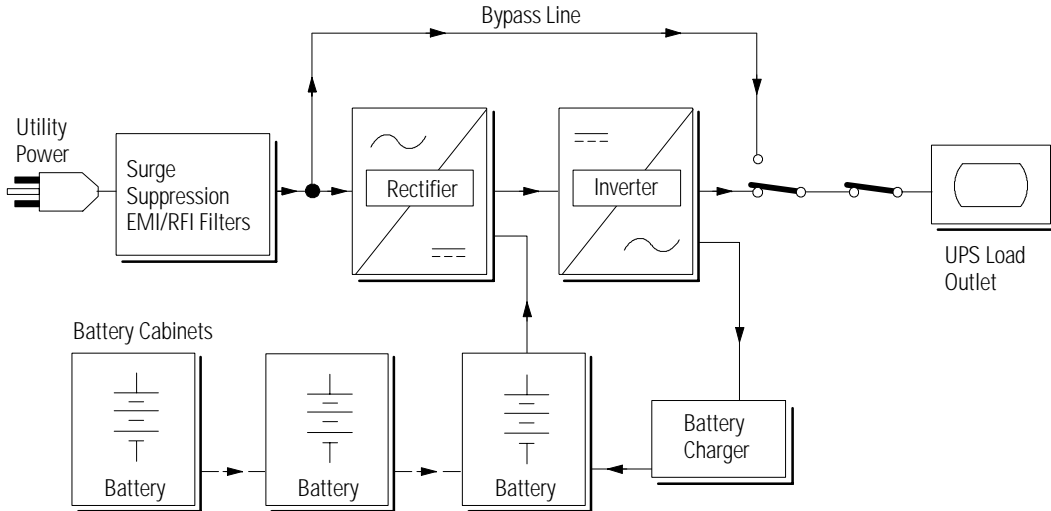 Bypass Line
Utility
Power
Surge
Suppression
EMI/RFI Filters
Rectifier
Inverter
UPS Load
Outlet
Battery Cabinets
Battery
Battery
Battery
Battery
Charger